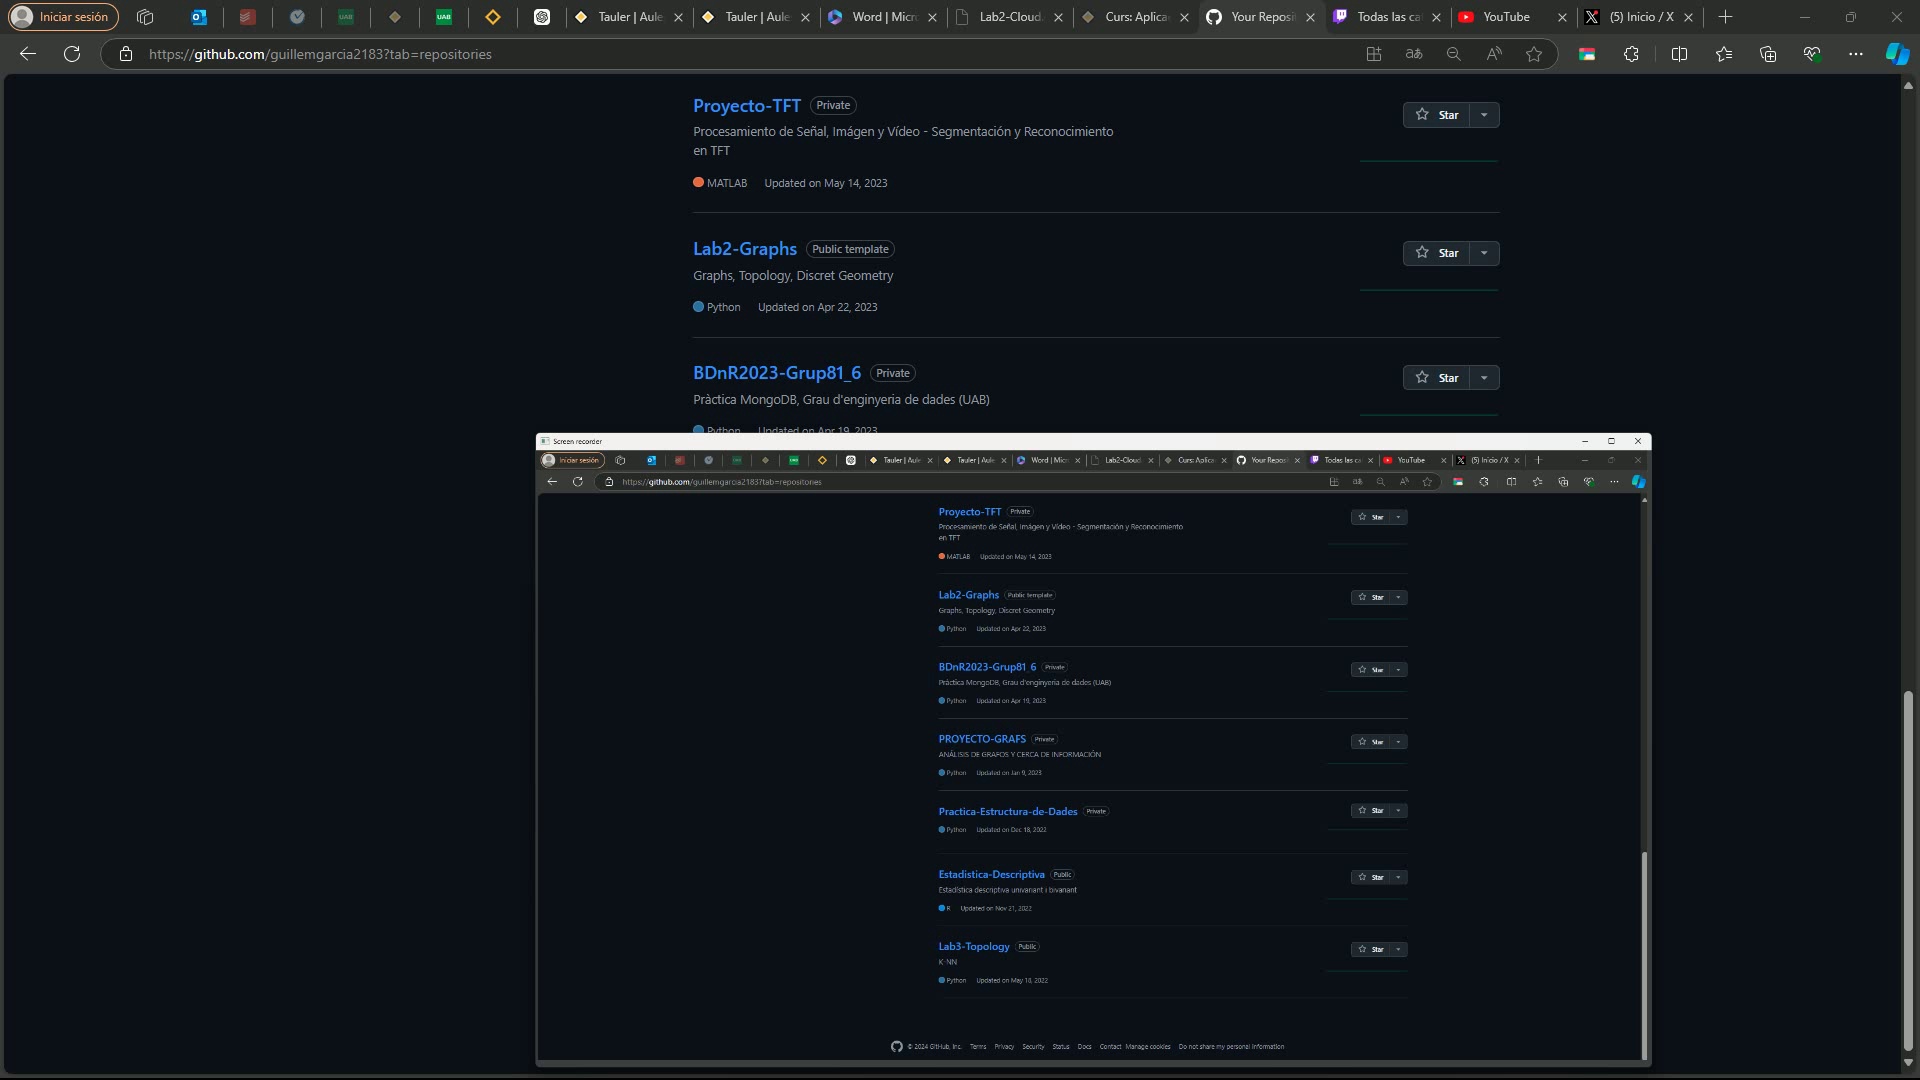 Iniciar sesión
Tauler | Aule
Tauler | Aule
Word | Micro
Lab2-Cloud
Curs: Aplica
Your Reposi
Todas las ca
YouTube
(5) Inicio / X
https://github.com/guillemgarcia2183?tab=repositories
Proyecto-TFT Private
Star
Procesamiento de Señal, Imágen y Vídeo - Segmentación y Reconocimiento
en TFT
MATLAB Updated on May 14, 2023
Lab2-Graphs Public template
Star
Graphs, Topology, Discret Geometry
Python Updated on Apr 22, 2023
BDnR2023-Grup81_6 Private
Star
Pràctica MongoDB, Grau d'enginyeria de dades (UAB)
Python Updated on Apr 19, 2023
Screen recorder
Iniciar sesión
Tauler | Aule
Tauler | Aule
Word | Micr
Lab2-Cloud
Curs: Aplica
Your Reposi
Todas las ca
YouTube
(5) Inicio / X
https://github.com/guillemgarcia2183?tab=repositories
Proyecto-TFT Private
Star
Procesamiento de Señal, Imágen y Vídeo - Segmentación y Reconocimiento
en TFT
MATLAB Updated on May 14, 2023
Lab2-Graphs Public template
Star
Graphs, Topology, Discret Geometry
Python Updated on Apr 22, 2023
BDnR2023-Grup81_6 Private
Star
Pràctica MongoDB, Grau d'enginyeria de dades (UAB)
Python Updated on Apr 19, 2023
PROYECTO-GRAFS Private
Star
ANÁLISIS DE GRAFOS Y CERCA DE INFORMACIÓN
Python Updated on Jan 9, 2023
Practica-Estructura-de-Dades Private
Star
Python Updated on Dec 18, 2022
Estadistica-Descriptiva Public
Star
Estadística descriptiva univariant i bivariant
R Updated on Nov 21, 2022
Lab3-Topology Public
Star
K-NN
Python Updated on May 18, 2022
© 2024 GitHub, Inc. Terms Privacy Security Status Docs Contact Manage cookies Do not share my personal information